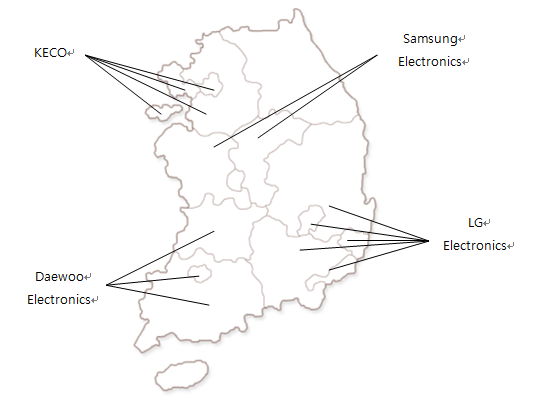 KECO↵
Samsung↵
Electronics↵
LG↵
Electronics↵
Daewoo↵
Electronics↵